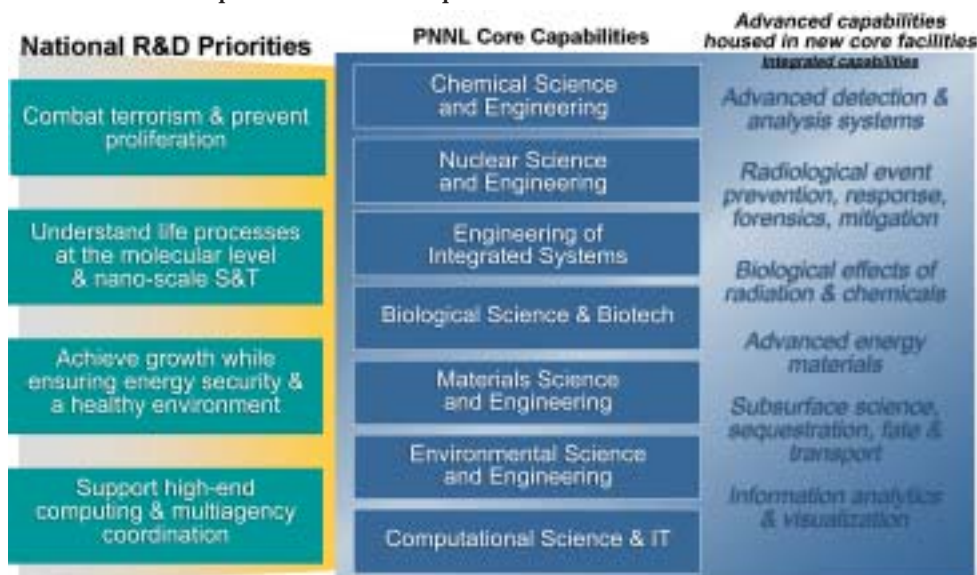 National R&D Priorities
Combat terrorism & prevent
proliferation
Understand life processes
at the molecular level
& nano-scale S&T
Achieve growth while
ensuring energy security &
a healthy environment
Support high-end
computing & multiagency
coordination
PNNL Core Capabilities
Chemical Science
and Engineering
Nuclear Science
and Engineering
Engineering of
Integrated Systems
Biological Science & Biotech
Materials Science
and Engineering
Environmental Science
and Engineering
Computational Science & IT
Advanced capabilities
housed in new core facilities
Integrated capabilities
Advanced detection &
analysis systems
Radiological event
prevention, response,
forensics, mitigation
Biological effects of
radiation & chemicals
Advanced energy
materials
Subsurface science,
sequestration, fate &
transport
Information analytics
& visualization